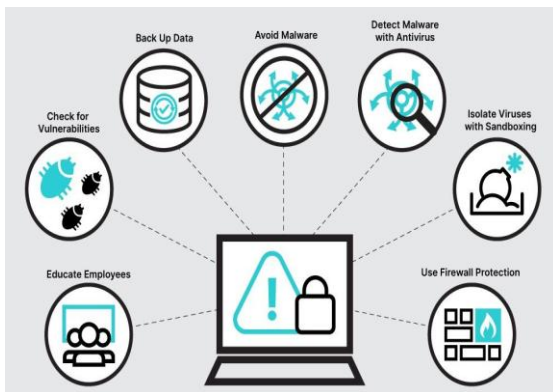 Back Up Data
Avoid Malware
Detect Malware
with Antivirus
Check for
Vulnerabilities
Isolate Viruses
with Sandboxing
Educate Employees
Use Firewall Protection